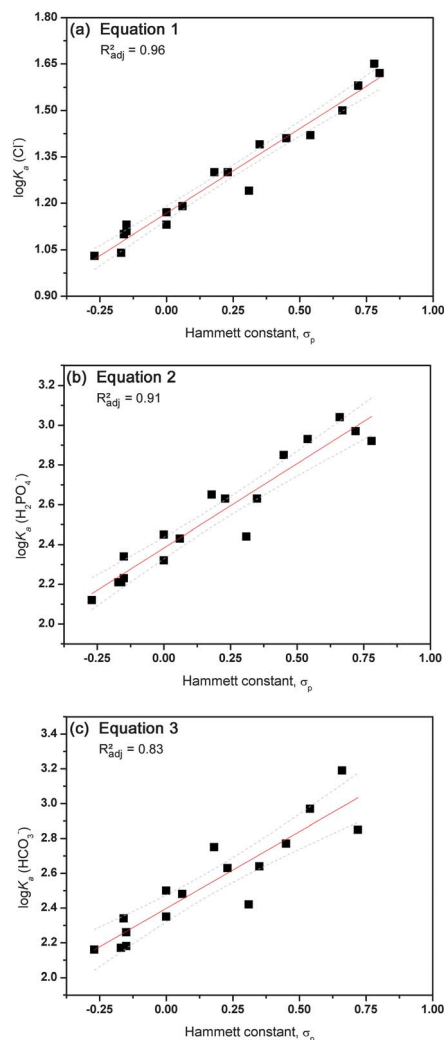 (a) Equation 1
R²adj = 0.96
1.80
1.65
1.50
1.35
1.20
1.05
0.90
logKa (Cl⁻)
-0.25 0.00 0.25 0.50 0.75 1.00
Hammett constant, σp
(b) Equation 2
R²adj = 0.91
3.2
3.0
2.8
2.6
2.4
2.2
2.0
logKa (H₂PO₄⁻)
-0.25 0.00 0.25 0.50 0.75 1.00
Hammett constant, σp
(c) Equation 3
R²adj = 0.83
3.4
3.2
3.0
2.8
2.6
2.4
2.2
2.0
logKa (HCO₃⁻)
-0.25 0.00 0.25 0.50 0.75 1.00
Hammett constant, σp